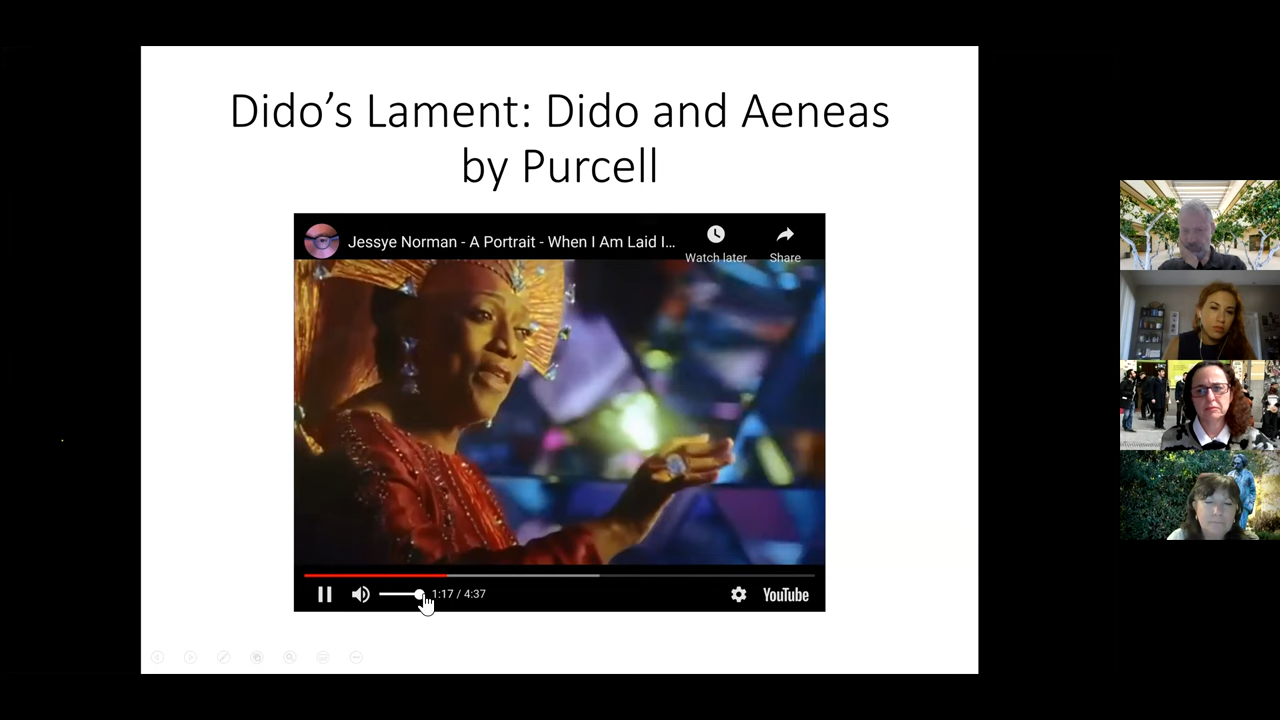 Dido’s Lament: Dido and Aeneas
by Purcell
Jessye Norman - A Portrait - When I Am Laid I...
Watch later
Share
1:17 / 4:37
YouTube